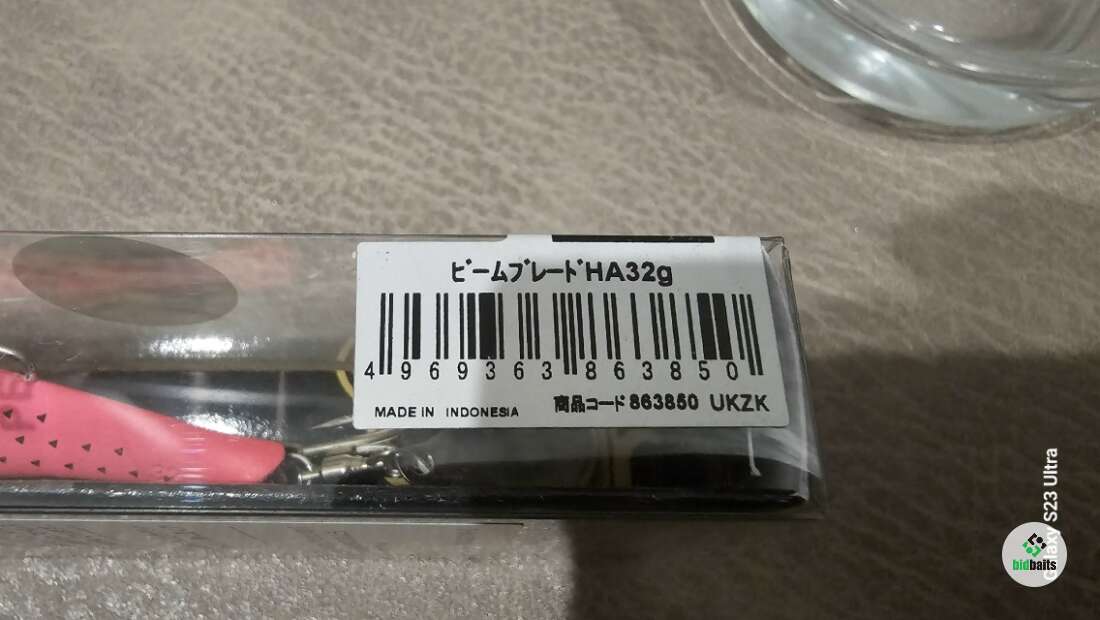 ビームブレードHA32g
4969363863850
MADE IN INDONESIA
商品コード863850 UKZK
Galaxy S23 Ultra
bidbaits